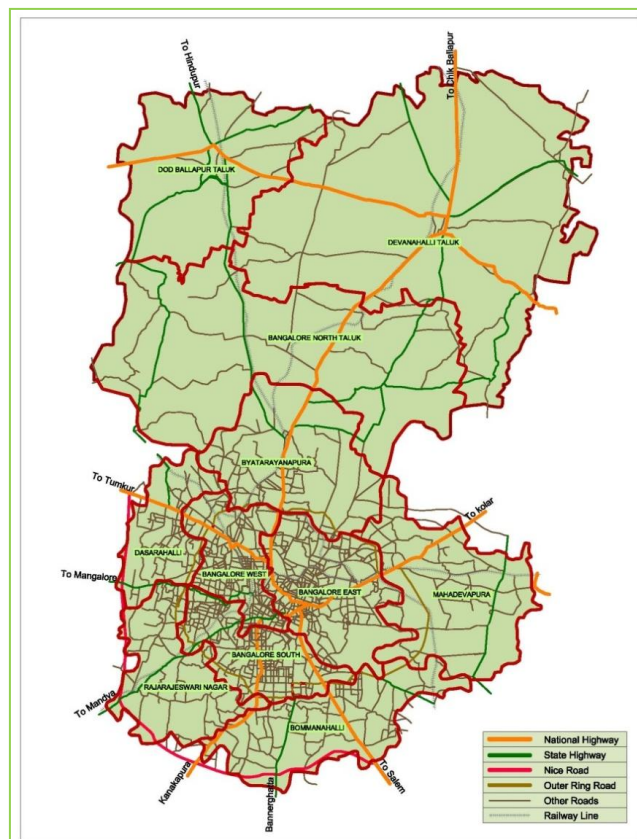 To Hindupur
To Chik Ballapur
DOD BALLAPUR TALUK
DEVANAHALLI TALUK
BANGALORE NORTH TALUK
BYATARAYANAPURA
To Tumkur
To kolar
DASARAHALLI
BANGALORE WEST
To Mangalore
BANGALORE EAST
MAHADEVAPURA
BANGALORE SOUTH
RAJARAJESWARI NAGAR
To Mandya
BOMMANAHALLI
Kanakapura
Bannerghatta
To Salem
National Highway
State Highway
Nice Road
Outer Ring Road
Other Roads
Railway Line